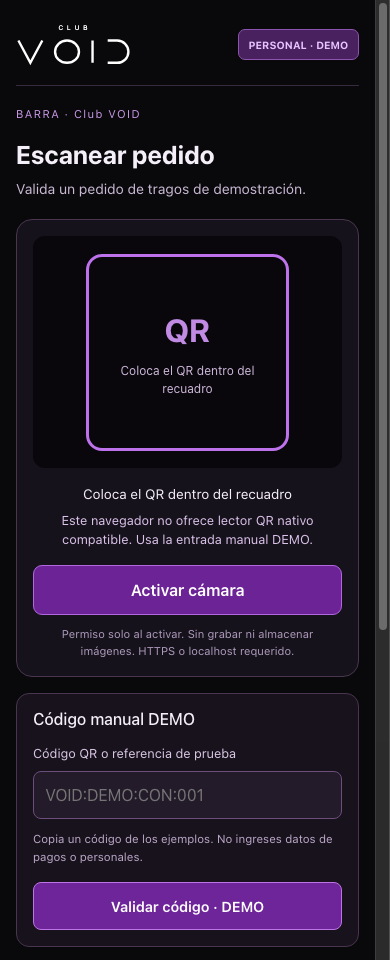 CLUB
VOID
PERSONAL · DEMO
BARRA · Club VOID
Escanear pedido
Valida un pedido de tragos de demostración.
QR
Coloca el QR dentro del
recuadro
Coloca el QR dentro del recuadro
Este navegador no ofrece lector QR nativo
compatible. Usa la entrada manual DEMO.
Activar cámara
Permiso solo al activar. Sin grabar ni almacenar
imágenes. HTTPS o localhost requerido.
Código manual DEMO
Código QR o referencia de prueba
VOID:DEMO:CON:001
Copia un código de los ejemplos. No ingreses datos de
pagos o personales.
Validar código · DEMO